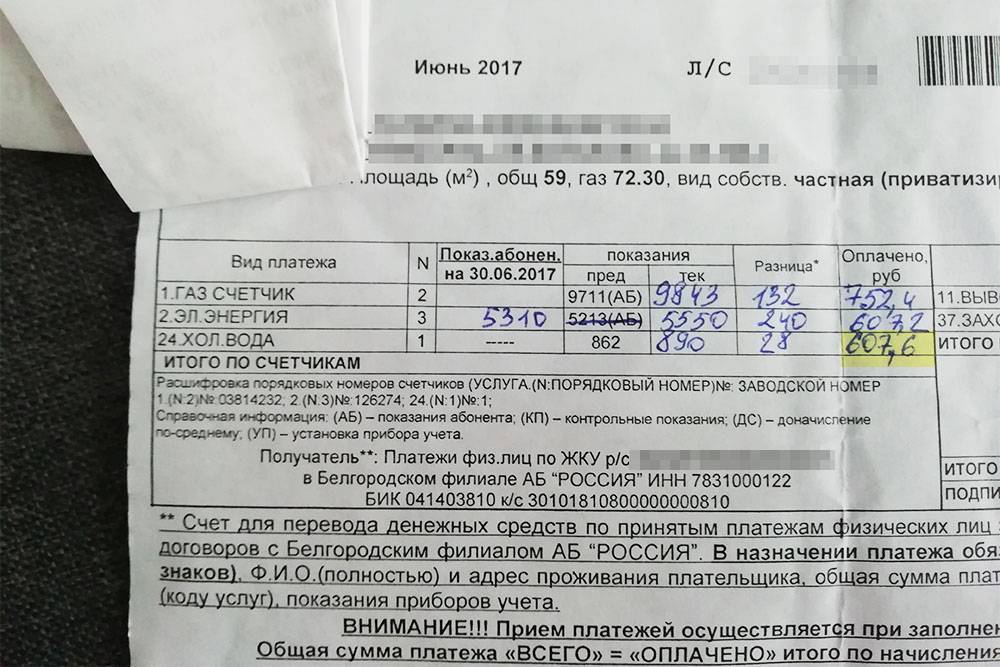 Июнь 2017 Л/С
площадь (м²) , общ 59, газ 72.30, вид собств. частная (приватизи
Вид платежа N Показ.абонен. на 30.06.2017 показания пред тек Разница* Оплачено, руб
1.ГАЗ СЧЕТЧИК 2 9711(АБ) 9843 132 752,4 11.ВЫВ
2.ЭЛ.ЭНЕРГИЯ 3 5310 5213(АБ) 5550 240 607,2 37.ЗАХО
24.ХОЛ.ВОДА 1 ----- 862 890 28 607,6 ИТОГО
ИТОГО ПО СЧЕТЧИКАМ
Расшифровка порядковых номеров счетчиков (УСЛУГА.(N:ПОРЯДКОВЫЙ НОМЕР)№: ЗАВОДСКОЙ НОМЕР
1.(N:2)№:03814232; 2.(N:3)№:126274; 24.(N:1)№:1;
Справочная информация: (АБ) – показания абонента; (КП) – контрольные показания; (ДС) – доначисление
по-среднему; (УП) – установка прибора учета.
Получатель**: Платежи физ.лиц по ЖКУ р/с
в Белгородском филиале АБ "РОССИЯ" ИНН 7831000122
БИК 041403810 к/с 30101810800000000810
ИТОГО
ПОДПИ
** Счет для перевода денежных средств по принятым платежам физических лиц
договоров с Белгородским филиалом АБ "РОССИЯ". В назначении платежа обя
знаков), Ф.И.О.(полностью) и адрес проживания плательщика, общая сумма плат
(коду услуг), показания приборов учета.
ВНИМАНИЕ!!! Прием платежей осуществляется при заполнен
Общая сумма платежа «ВСЕГО» = «ОПЛАЧЕНО» итого по начисления